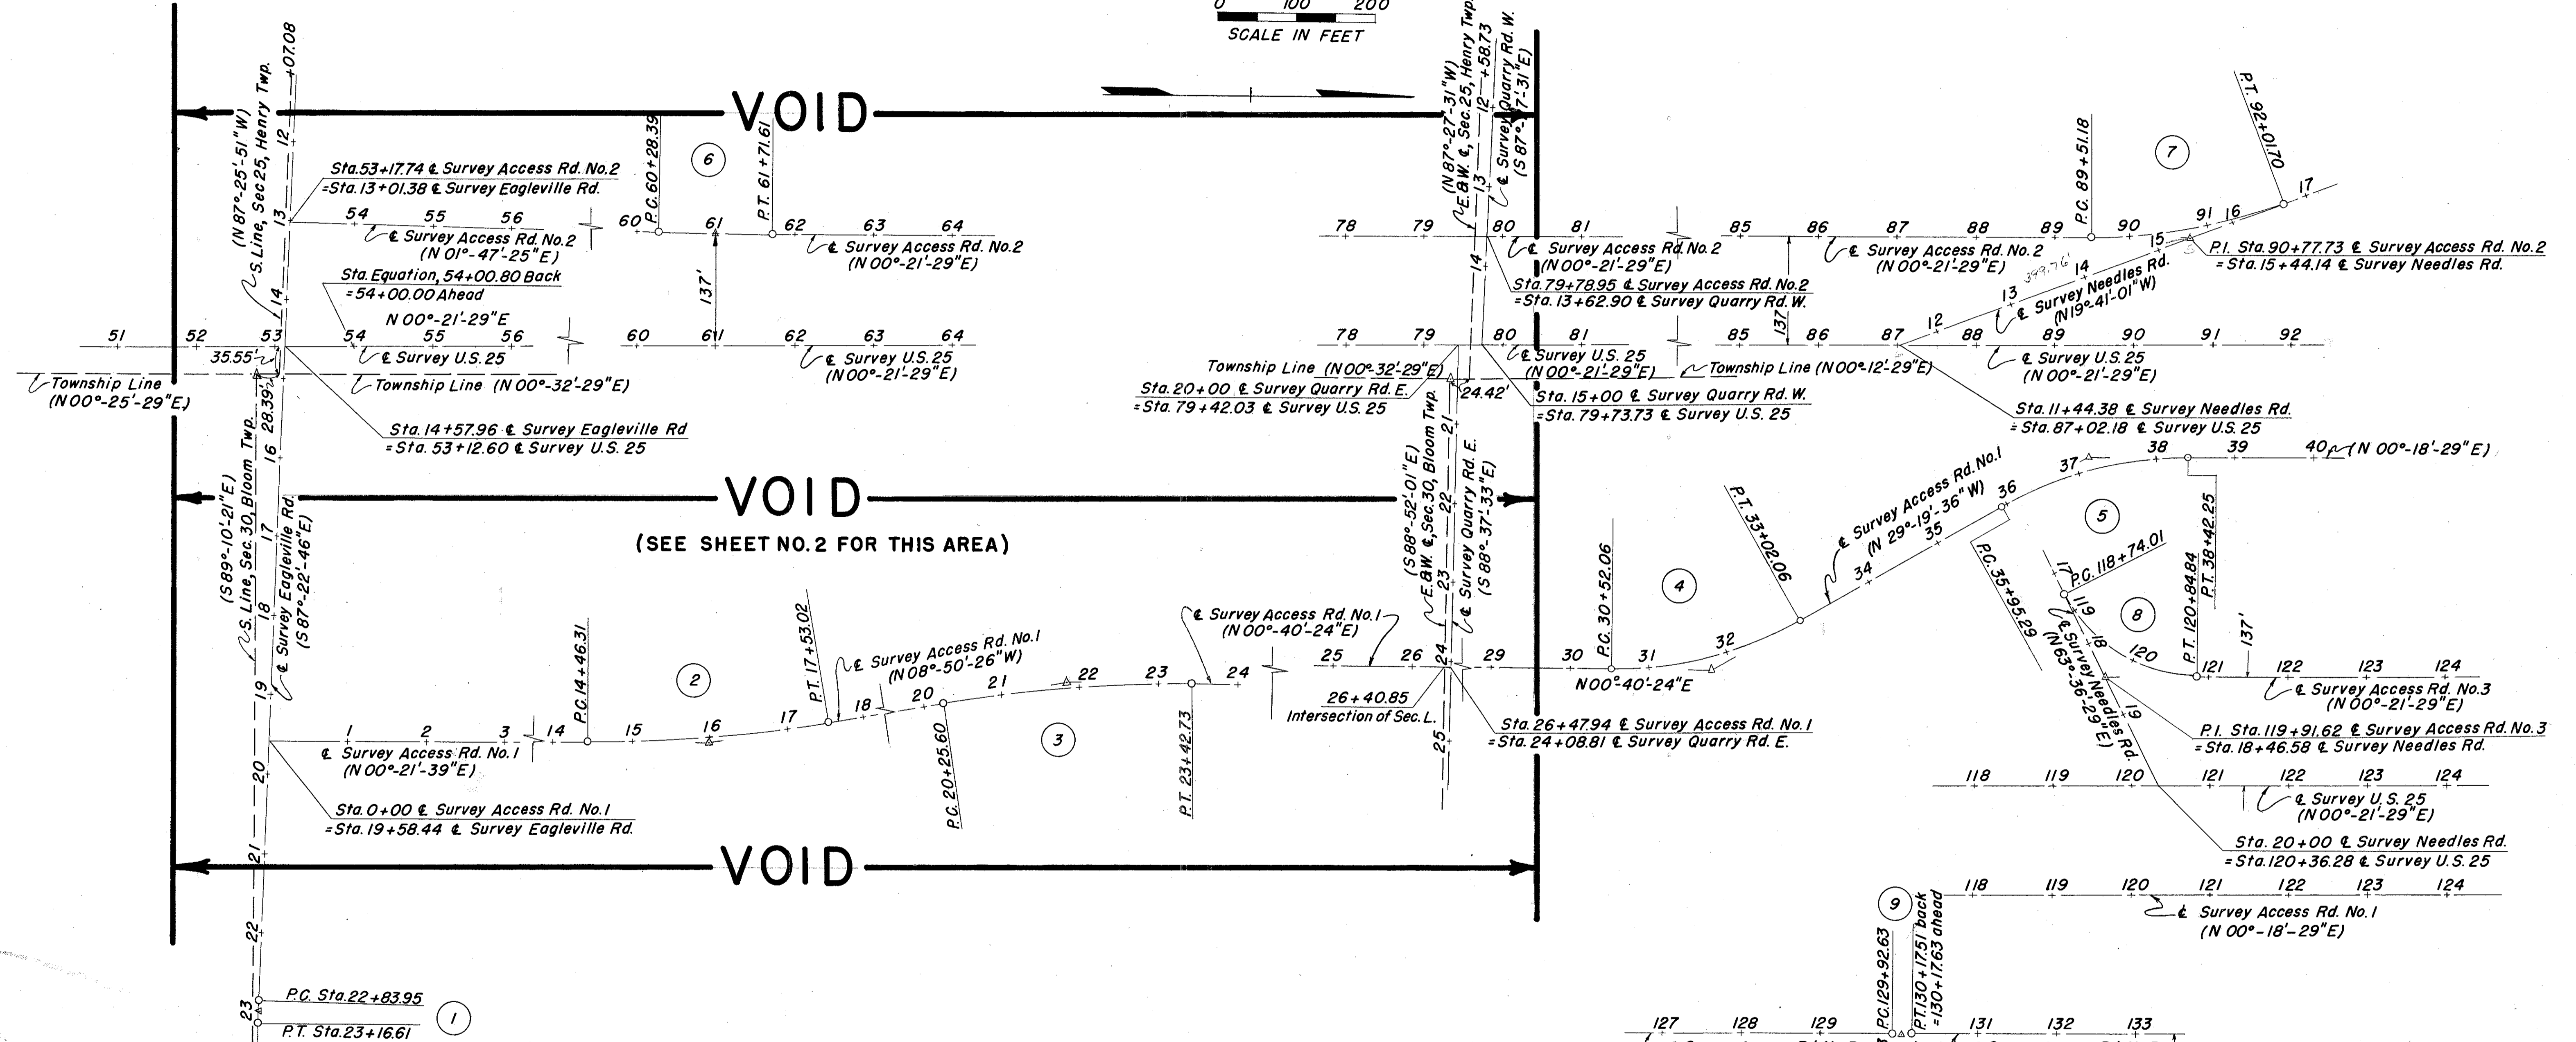 0 100 200
SCALE IN FEET
VOID
+07.08
(N 87°-25'-51"W)
S. Line, Sec 25, Henry Twp.
12
13
14
Sta. 53+17.74 ℄ Survey Access Rd. No. 2
=Sta. 13+01.38 ℄ Survey Eagleville Rd.
54 55 56
℄ Survey Access Rd. No. 2
(N 01°-47'-25"E)
Sta. Equation, 54+00.80 Back
=54+00.00 Ahead
N 00°-21'-29"E
P.C. 60+28.39
6
P.T. 61+71.61
60 61 62 63 64
℄ Survey Access Rd. No. 2
(N 00°-21'-29"E)
137'
51 52 53 54 55 56
℄ Survey U.S. 25
60 61 62 63 64
℄ Survey U.S. 25
(N 00°-21'-29"E)
35.55'
28.39'
Township Line
(N 00°-25'-29"E)
Township Line (N 00°-32'-29"E)
Sta. 14+57.96 ℄ Survey Eagleville Rd
=Sta. 53+12.60 ℄ Survey U.S. 25
16
17
18
19
20
21
22
23
(S 89°-10'-21"E)
S. Line, Sec. 30, Bloom Twp.
℄ Survey Eagleville Rd.
(S 87°-22'-46"E)
VOID
(SEE SHEET NO. 2 FOR THIS AREA)
1 2 3 14 15 16 17 18 20 21 22 23 24
℄ Survey Access Rd. No. 1
(N 00°-21'-39"E)
Sta. 0+00 ℄ Survey Access Rd. No. 1
=Sta. 19+58.44 ℄ Survey Eagleville Rd.
P.C. 14+46.31
2
P.T. 17+53.02
℄ Survey Access Rd. No. 1
(N 08°-50'-26"W)
P.C. 20+25.60
3
P.T. 23+42.73
℄ Survey Access Rd. No. 1
(N 00°-40'-24"E)
VOID
P.C. Sta. 22+83.95
P.T. Sta. 23+16.61
1
(N 87°-27'-31"W)
E.&W. ℄, Sec. 25, Henry Twp.
12
+58.73
℄ Survey Quarry Rd. W.
13
14
78 79 80 81
℄ Survey Access Rd. No. 2
(N 00°-21'-29"E)
Sta. 79+78.95 ℄ Survey Access Rd. No. 2
=Sta. 13+62.90 ℄ Survey Quarry Rd. W.
78 79 80 81
℄ Survey U.S. 25
(N 00°-21'-29"E)
Township Line (N 00°-32'-29"E)
Township Line (N 00°-12'-29"E)
Sta. 20+00 ℄ Survey Quarry Rd. E.
=Sta. 79+42.03 ℄ Survey U.S. 25
24.42'
Sta. 15+00 ℄ Survey Quarry Rd. W.
=Sta. 79+73.73 ℄ Survey U.S. 25
21
22
23
24
25
(S 88°-52'-01"E)
E.&W. ℄, Sec. 30, Bloom Twp.
℄ Survey Quarry Rd. E.
(S 88°-37'-33"E)
25 26 29 30 31 32
26+40.85
Intersection of Sec. L.
Sta. 26+47.94 ℄ Survey Access Rd. No. 1
=Sta. 24+08.81 ℄ Survey Quarry Rd. E.
P.C. 30+52.06
N 00°-40'-24"E
4
P.T. 33+02.06
℄ Survey Access Rd. No. 1
(N 29°-19'-36"W)
34 35 36 37 38 39 40
(N 00°-18'-29"E)
P.C. 35+95.29
5
P.T. 38+42.25
85 86 87 88 89 90 91
℄ Survey Access Rd. No. 2
(N 00°-21'-29"E)
P.C. 89+51.18
7
P.T. 92+01.70
12 13 14 15 16 17
399.76'
℄ Survey Needles Rd.
(N 19°-41'-01"W)
P.I. Sta. 90+77.73 ℄ Survey Access Rd. No. 2
=Sta. 15+44.14 ℄ Survey Needles Rd.
137'
85 86 87 88 89 90 91 92
℄ Survey U.S. 25
(N 00°-21'-29"E)
Sta. 11+44.38 ℄ Survey Needles Rd.
=Sta. 87+02.18 ℄ Survey U.S. 25
17
P.C. 118+74.01
119
18
120
8
P.T. 120+84.84
137'
121 122 123 124
℄ Survey Access Rd. No. 3
(N 00°-21'-29"E)
℄ Survey Needles Rd.
(N 63°-36'-29"E)
19
P.I. Sta. 119+91.62 ℄ Survey Access Rd. No. 3
=Sta. 18+46.58 ℄ Survey Needles Rd.
118 119 120 121 122 123 124
℄ Survey U.S. 25
(N 00°-21'-29"E)
Sta. 20+00 ℄ Survey Needles Rd.
=Sta. 120+36.28 ℄ Survey U.S. 25
118 119 120 121 122 123 124
℄ Survey Access Rd. No. 1
(N 00°-18'-29"E)
9
P.C. 129+92.63
P.T. 130+17.51 back
=130+17.63 ahead
127 128 129 131 132 133